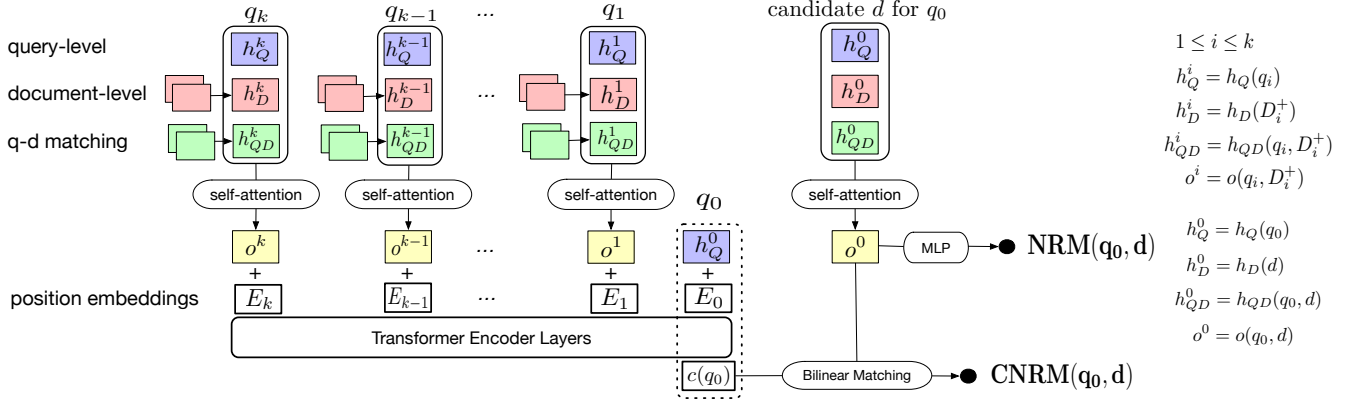 q_k q_{k-1} ... q_1 candidate d for q_0
query-level h_Q^k h_Q^{k-1} h_Q^1 h_Q^0
document-level h_D^k h_D^{k-1} ... h_D^1 h_D^0
q-d matching h_{QD}^k h_{QD}^{k-1} h_{QD}^1 h_{QD}^0
self-attention self-attention self-attention self-attention
q_0
o^k o^{k-1} ... o^1 h_Q^0 o^0 MLP NRM(q_0, d)
+ + + +
position embeddings E_k E_{k-1} ... E_1 E_0
Transformer Encoder Layers
c(q_0) Bilinear Matching CNRM(q_0, d)
1 ≤ i ≤ k
h_Q^i = h_Q(q_i)
h_D^i = h_D(D_i^+)
h_{QD}^i = h_{QD}(q_i, D_i^+)
o^i = o(q_i, D_i^+)
h_Q^0 = h_Q(q_0)
h_D^0 = h_D(d)
h_{QD}^0 = h_{QD}(q_0, d)
o^0 = o(q_0, d)